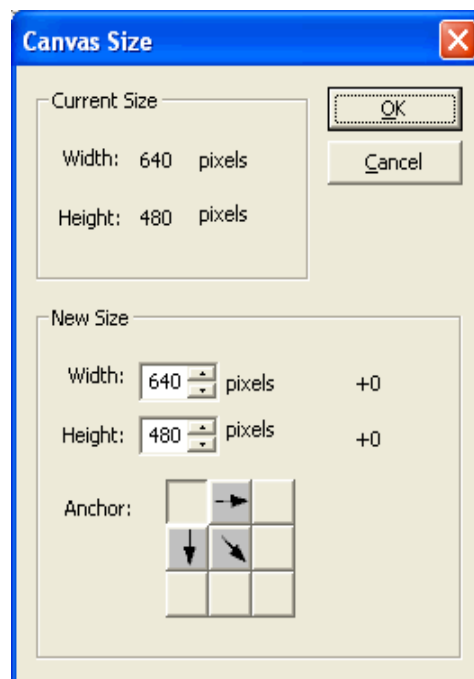 Canvas Size
Current Size
OK
Width: 640 pixels
Cancel
Height: 480 pixels
New Size
Width: 640 pixels +0
Height: 480 pixels +0
Anchor: